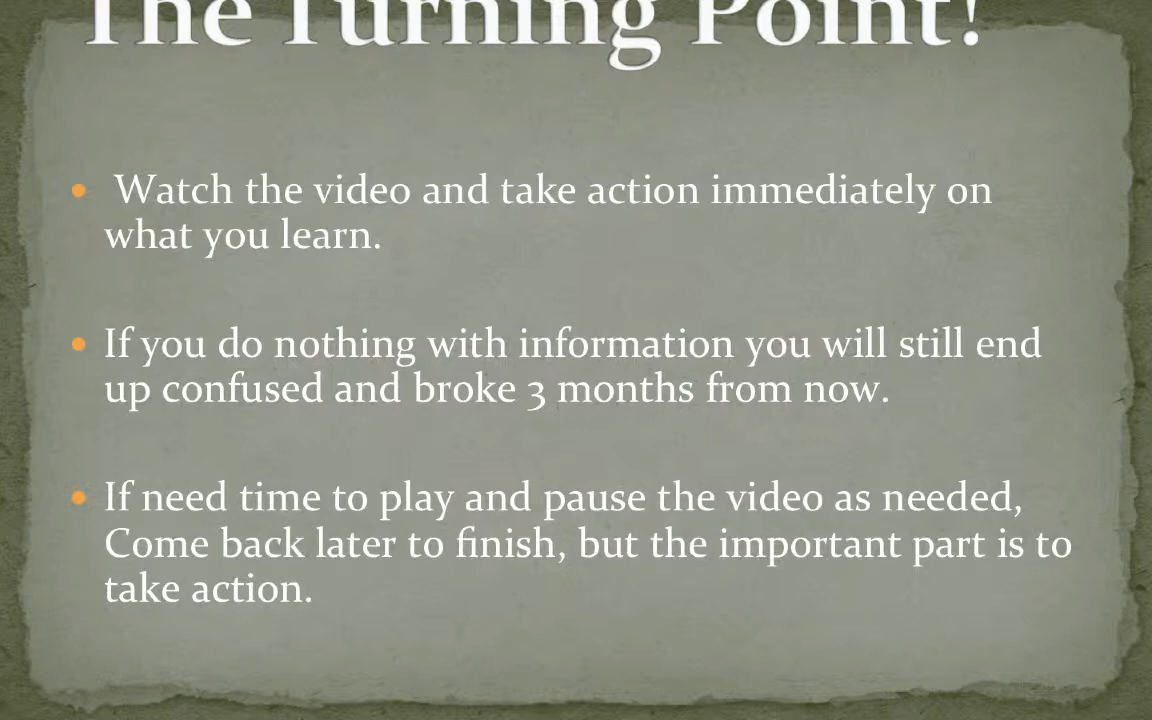 The Turning Point!
Watch the video and take action immediately on
what you learn.
If you do nothing with information you will still end
up confused and broke 3 months from now.
If need time to play and pause the video as needed,
Come back later to finish, but the important part is to
take action.